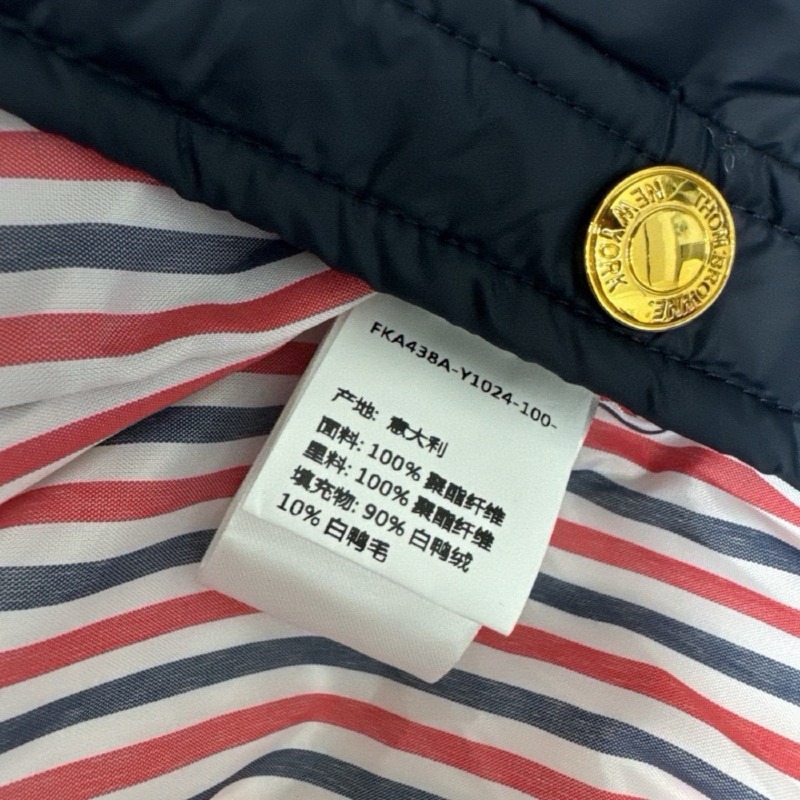 THOM BROWNE
NEW YORK
FKA438A-Y1024-100-
产地: 意大利
面料: 100% 聚酯纤维
里料: 100% 聚酯纤维
填充物: 90% 白鸭绒
10% 白鸭毛